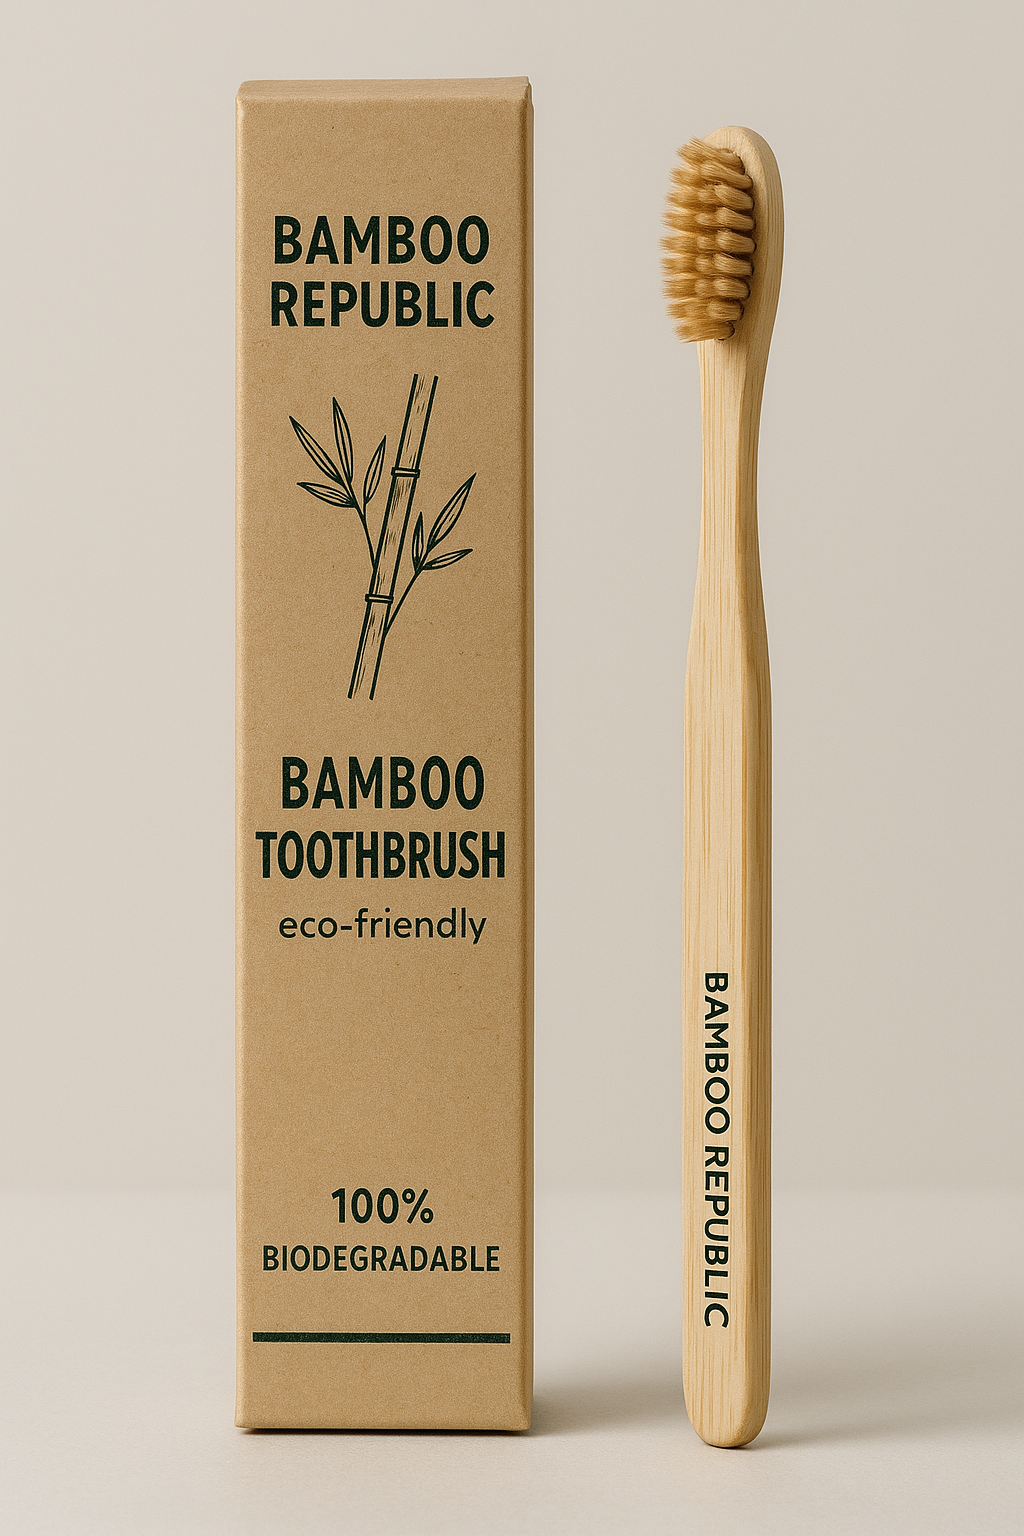 BAMBOO
REPUBLIC
BAMBOO
TOOTHBRUSH
eco-friendly
100%
BIODEGRADABLE
BAMBOO REPUBLIC